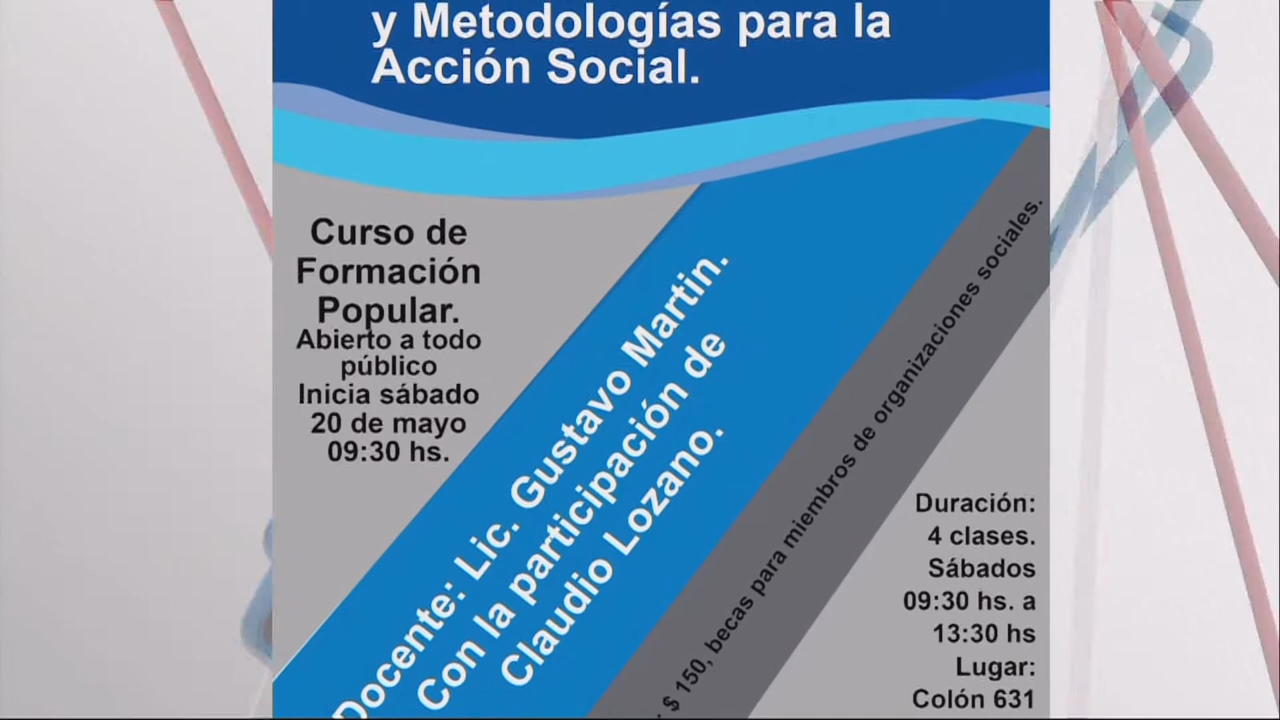 y Metodologías para la
Acción Social.
Curso de
Formación
Popular.
Abierto a todo
público
Inicia sábado
20 de mayo
09:30 hs.
Docente: Lic. Gustavo Martin.
Con la participación de
Claudio Lozano.
$ 150, becas para miembros de organizaciones sociales.
Duración:
4 clases.
Sábados
09:30 hs. a
13:30 hs
Lugar:
Colón 631